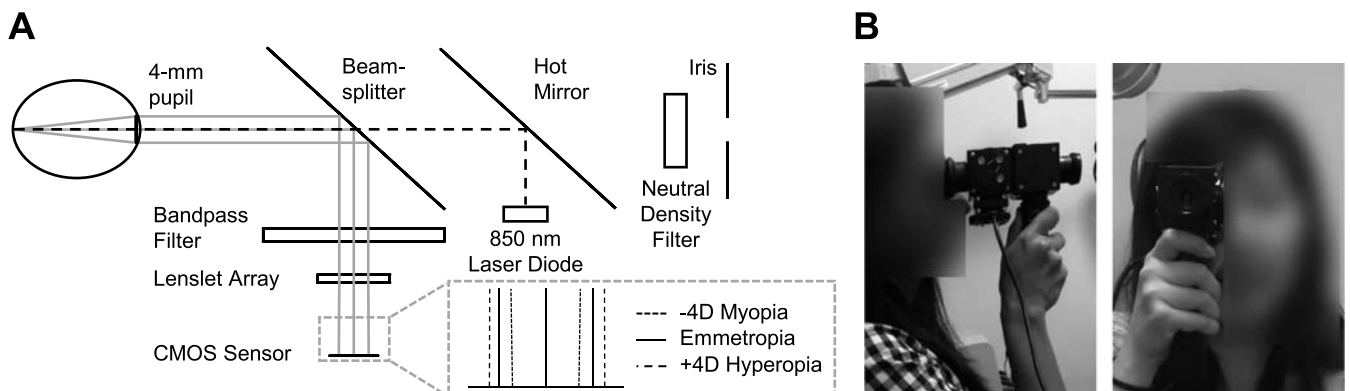 A
B
4-mm
pupil
Beam-
splitter
Hot
Mirror
Iris
Neutral
Density
Filter
850 nm
Laser Diode
Bandpass
Filter
Lenslet Array
CMOS Sensor
-4D Myopia
Emmetropia
+4D Hyperopia